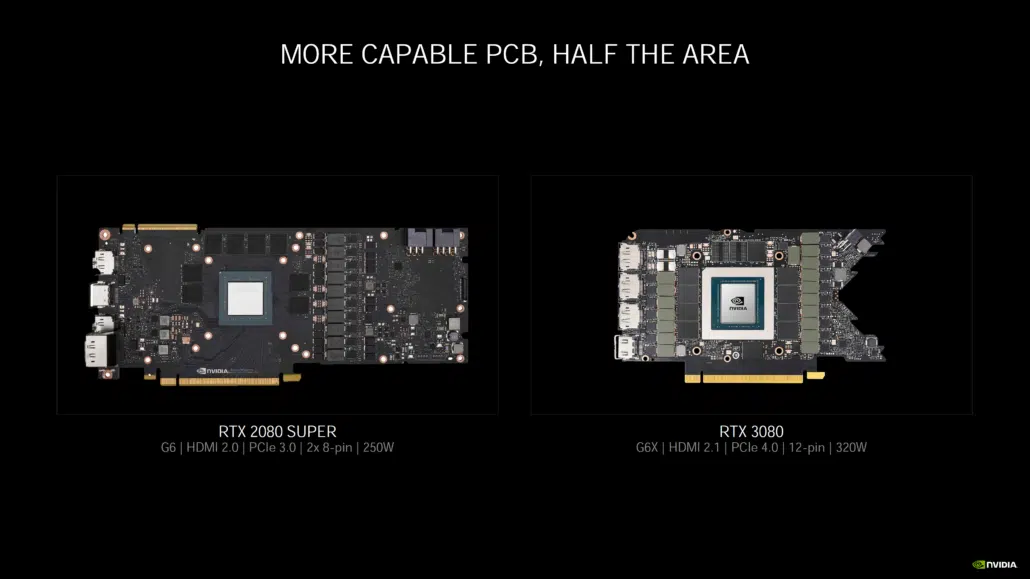 MORE CAPABLE PCB, HALF THE AREA
NVIDIA
NVIDIA
RTX 2080 SUPER
G6 | HDMI 2.0 | PCIe 3.0 | 2x 8-pin | 250W
RTX 3080
G6X | HDMI 2.1 | PCIe 4.0 | 12-pin | 320W
NVIDIA